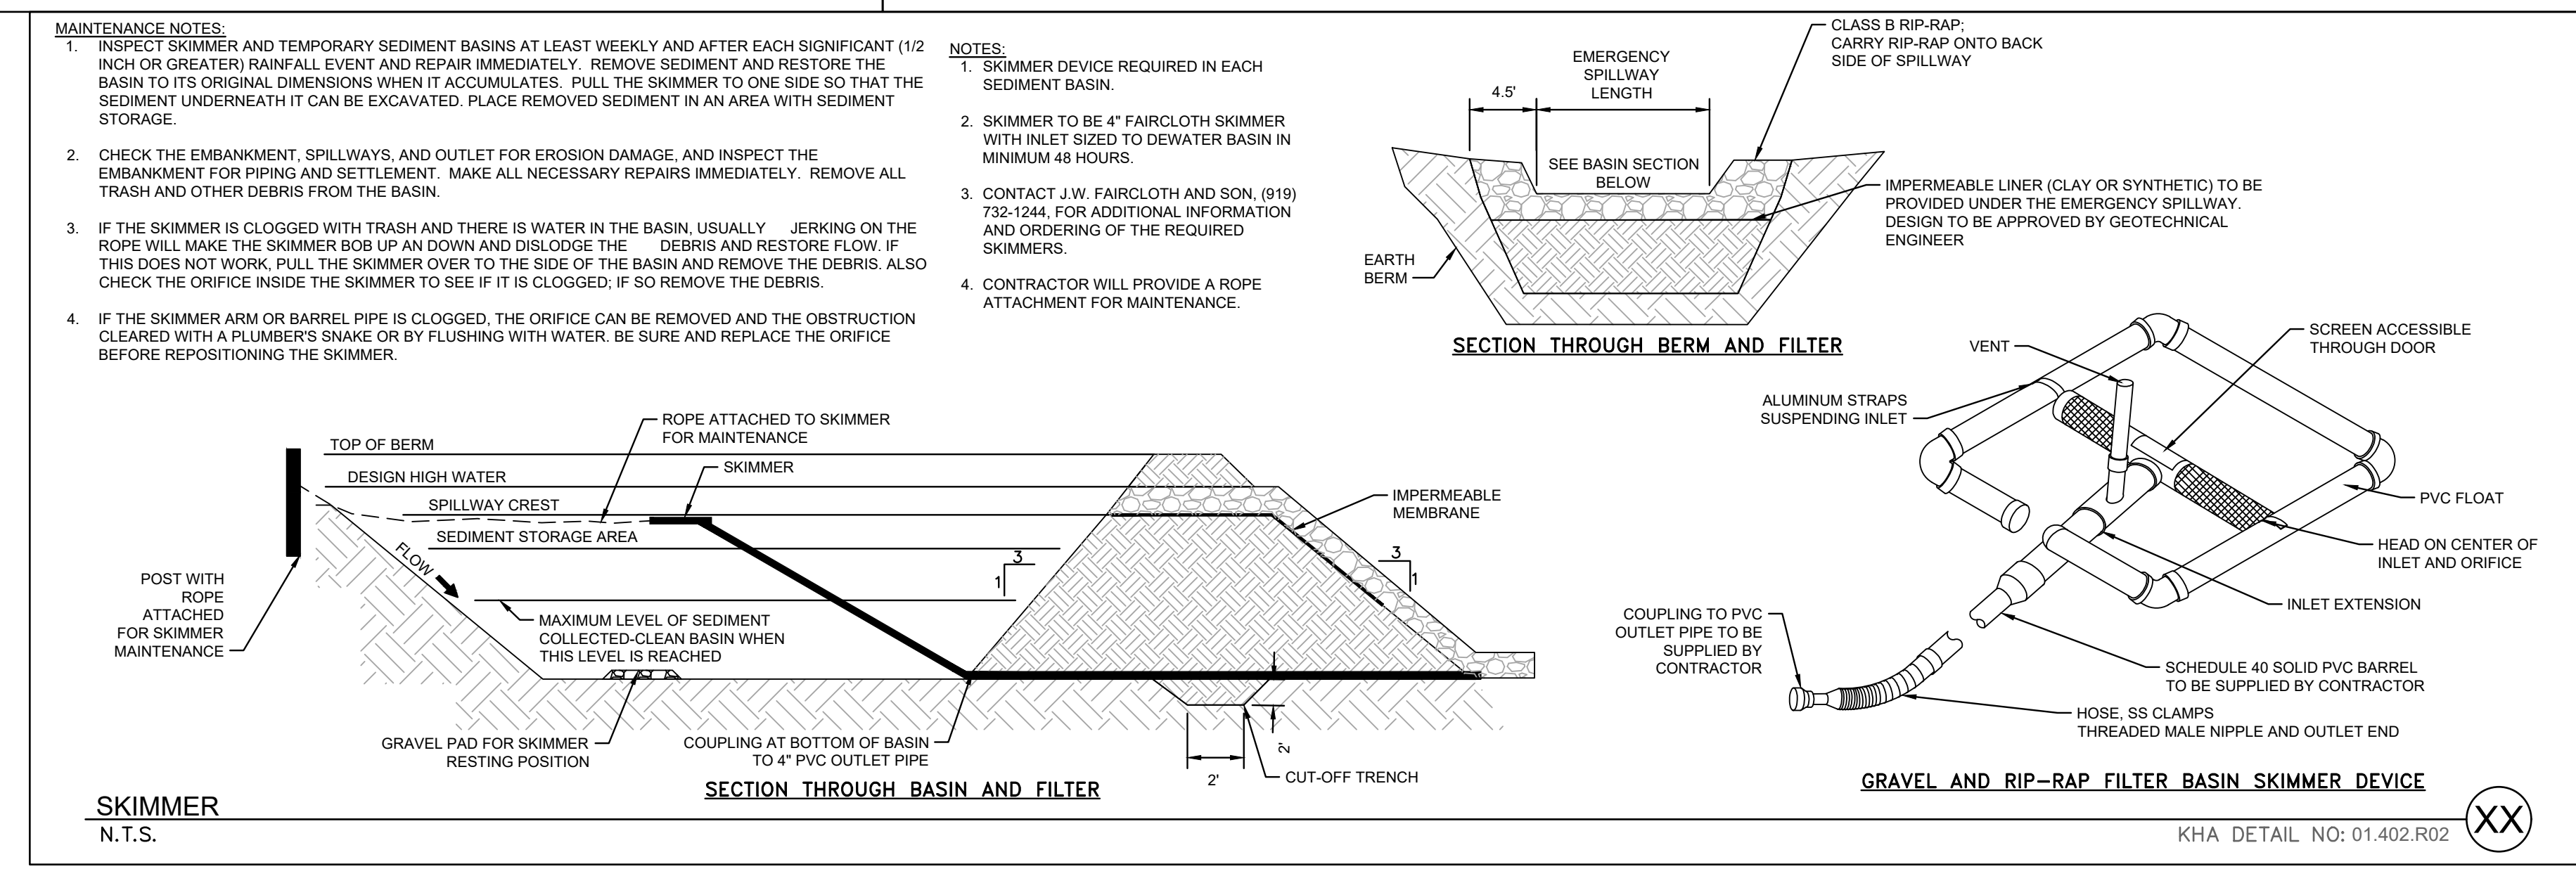 MAINTENANCE NOTES:
1. INSPECT SKIMMER AND TEMPORARY SEDIMENT BASINS AT LEAST WEEKLY AND AFTER EACH SIGNIFICANT (1/2
INCH OR GREATER) RAINFALL EVENT AND REPAIR IMMEDIATELY. REMOVE SEDIMENT AND RESTORE THE
BASIN TO ITS ORIGINAL DIMENSIONS WHEN IT ACCUMULATES. PULL THE SKIMMER TO ONE SIDE SO THAT THE
SEDIMENT UNDERNEATH IT CAN BE EXCAVATED. PLACE REMOVED SEDIMENT IN AN AREA WITH SEDIMENT
STORAGE.
2. CHECK THE EMBANKMENT, SPILLWAYS, AND OUTLET FOR EROSION DAMAGE, AND INSPECT THE
EMBANKMENT FOR PIPING AND SETTLEMENT. MAKE ALL NECESSARY REPAIRS IMMEDIATELY. REMOVE ALL
TRASH AND OTHER DEBRIS FROM THE BASIN.
3. IF THE SKIMMER IS CLOGGED WITH TRASH AND THERE IS WATER IN THE BASIN, USUALLY JERKING ON THE
ROPE WILL MAKE THE SKIMMER BOB UP AN DOWN AND DISLODGE THE DEBRIS AND RESTORE FLOW. IF
THIS DOES NOT WORK, PULL THE SKIMMER OVER TO THE SIDE OF THE BASIN AND REMOVE THE DEBRIS. ALSO
CHECK THE ORIFICE INSIDE THE SKIMMER TO SEE IF IT IS CLOGGED; IF SO REMOVE THE DEBRIS.
4. IF THE SKIMMER ARM OR BARREL PIPE IS CLOGGED, THE ORIFICE CAN BE REMOVED AND THE OBSTRUCTION
CLEARED WITH A PLUMBER'S SNAKE OR BY FLUSHING WITH WATER. BE SURE AND REPLACE THE ORIFICE
BEFORE REPOSITIONING THE SKIMMER.
NOTES:
1. SKIMMER DEVICE REQUIRED IN EACH
SEDIMENT BASIN.
2. SKIMMER TO BE 4" FAIRCLOTH SKIMMER
WITH INLET SIZED TO DEWATER BASIN IN
MINIMUM 48 HOURS.
3. CONTACT J.W. FAIRCLOTH AND SON, (919)
732-1244, FOR ADDITIONAL INFORMATION
AND ORDERING OF THE REQUIRED
SKIMMERS.
4. CONTRACTOR WILL PROVIDE A ROPE
ATTACHMENT FOR MAINTENANCE.
CLASS B RIP-RAP;
CARRY RIP-RAP ONTO BACK
SIDE OF SPILLWAY
EMERGENCY
SPILLWAY
LENGTH
4.5'
SEE BASIN SECTION
BELOW
IMPERMEABLE LINER (CLAY OR SYNTHETIC) TO BE
PROVIDED UNDER THE EMERGENCY SPILLWAY.
DESIGN TO BE APPROVED BY GEOTECHNICAL
ENGINEER
EARTH
BERM
SECTION THROUGH BERM AND FILTER
TOP OF BERM
DESIGN HIGH WATER
SPILLWAY CREST
SEDIMENT STORAGE AREA
ROPE ATTACHED TO SKIMMER
FOR MAINTENANCE
SKIMMER
IMPERMEABLE
MEMBRANE
FLOW
3
1
3
1
POST WITH
ROPE
ATTACHED
FOR SKIMMER
MAINTENANCE
MAXIMUM LEVEL OF SEDIMENT
COLLECTED-CLEAN BASIN WHEN
THIS LEVEL IS REACHED
GRAVEL PAD FOR SKIMMER
RESTING POSITION
COUPLING AT BOTTOM OF BASIN
TO 4" PVC OUTLET PIPE
2'
2'
CUT-OFF TRENCH
SECTION THROUGH BASIN AND FILTER
SCREEN ACCESSIBLE
THROUGH DOOR
VENT
ALUMINUM STRAPS
SUSPENDING INLET
PVC FLOAT
HEAD ON CENTER OF
INLET AND ORIFICE
INLET EXTENSION
COUPLING TO PVC
OUTLET PIPE TO BE
SUPPLIED BY
CONTRACTOR
SCHEDULE 40 SOLID PVC BARREL
TO BE SUPPLIED BY CONTRACTOR
HOSE, SS CLAMPS
THREADED MALE NIPPLE AND OUTLET END
GRAVEL AND RIP-RAP FILTER BASIN SKIMMER DEVICE
SKIMMER
N.T.S.
KHA DETAIL NO: 01.402.R02
XX